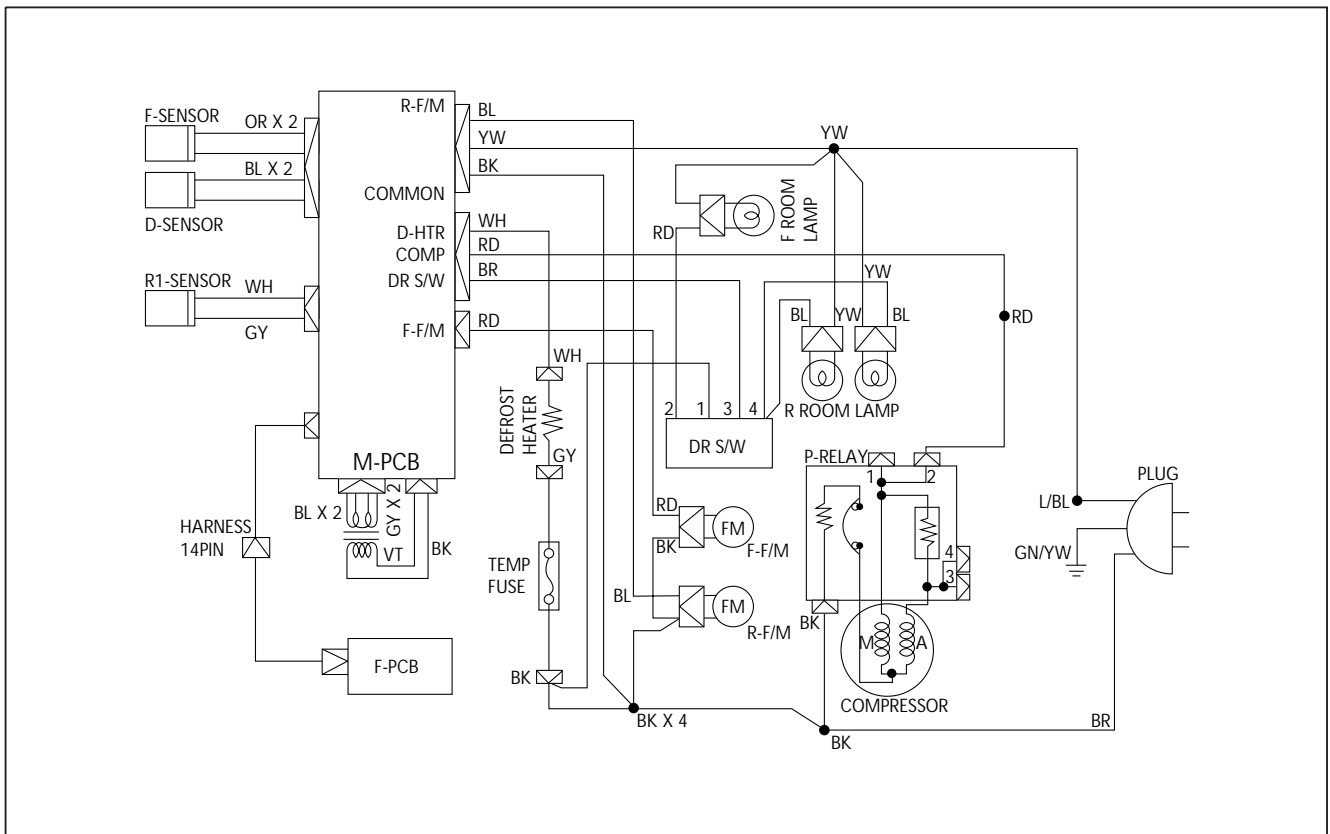 F-SENSOR
OR X 2
BL X 2
D-SENSOR
R1-SENSOR
WH
GY
R-F/M
COMMON
D-HTR
COMP
DR S/W
F-F/M
M-PCB
BL
YW
BK
WH
RD
BR
RD
YW
F ROOM
LAMP
RD
YW
BL
YW
BL
R ROOM LAMP
RD
WH
DEFROST
HEATER
GY
2
1
3
4
DR S/W
P-RELAY
1
2
4
3
PLUG
L/BL
GN/YW
BL X 2
GY X 2
VT
BK
HARNESS
14PIN
TEMP
FUSE
RD
BK
FM
F-F/M
BL
FM
R-F/M
BK
M
A
COMPRESSOR
F-PCB
BK
BK X 4
BK
BR